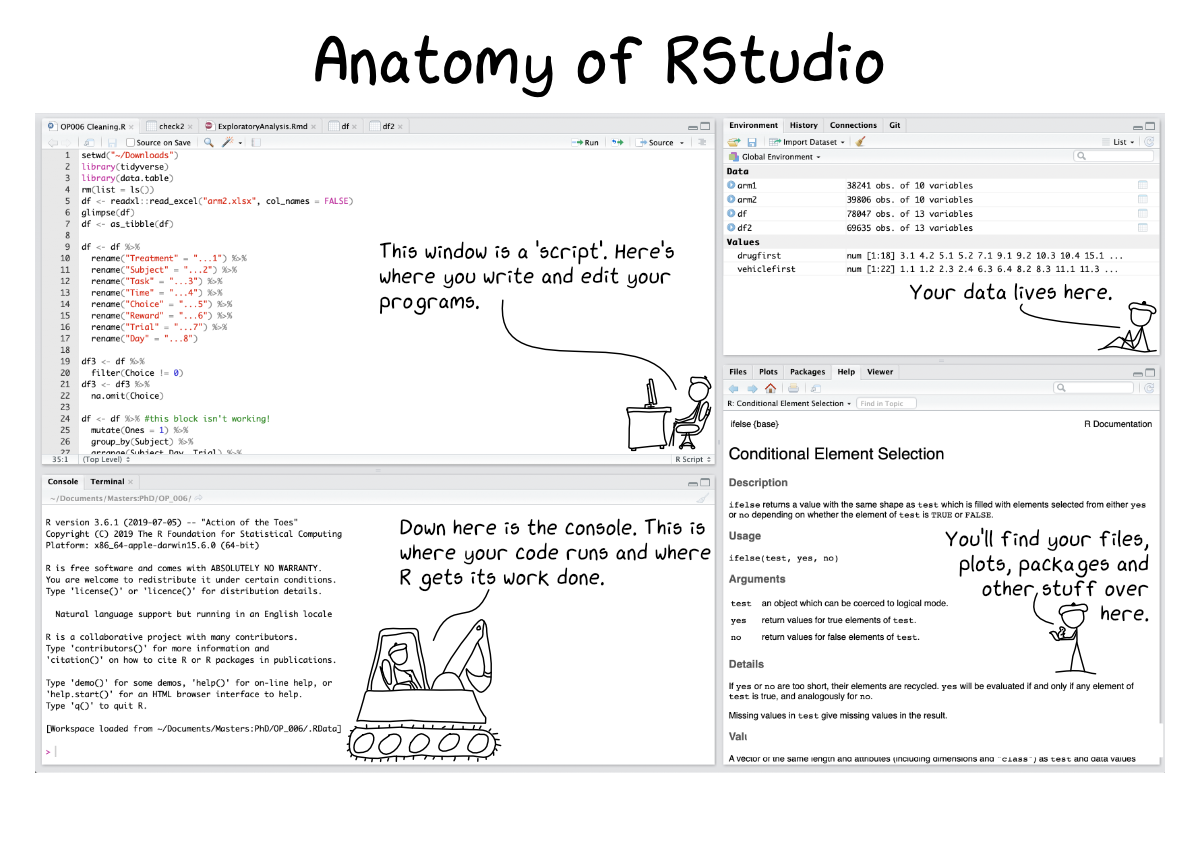 Anatomy of RStudio
OP006 Cleaning.R
check2
ExploratoryAnalysis.Rmd
df
df2
Source on Save
Run
Source
1 setwd("~/Downloads")
2 library(tidyverse)
3 library(data.table)
4 rm(list = ls())
5 df <- readxl::read_excel("arm2.xlsx", col_names = FALSE)
6 glimpse(df)
7 df <- as_tibble(df)
8
9 df <- df %>%
10 rename("Treatment" = "...1") %>%
11 rename("Subject" = "...2") %>%
12 rename("Task" = "...3") %>%
13 rename("Time" = "...4") %>%
14 rename("Choice" = "...5") %>%
15 rename("Reward" = "...6") %>%
16 rename("Trial" = "...7") %>%
17 rename("Day" = "...8")
18
19 df3 <- df %>%
20 filter(Choice != 0)
21 df3 <- df3 %>%
22 na.omit(Choice)
23
24 df <- df %>% #this block isn't working!
25 mutate(Ones = 1) %>%
26 group_by(Subject) %>%
27 arrange(Subject, Day, Trial) %>%
This window is a 'script'. Here's
where you write and edit your
programs.
35:1 (Top Level) R Script
Console Terminal
~/Documents/Masters:PhD/OP_006/
R version 3.6.1 (2019-07-05) -- "Action of the Toes"
Copyright (C) 2019 The R Foundation for Statistical Computing
Platform: x86_64-apple-darwin15.6.0 (64-bit)
R is free software and comes with ABSOLUTELY NO WARRANTY.
You are welcome to redistribute it under certain conditions.
Type 'license()' or 'licence()' for distribution details.
Natural language support but running in an English locale
R is a collaborative project with many contributors.
Type 'contributors()' for more information and
'citation()' on how to cite R or R packages in publications.
Type 'demo()' for some demos, 'help()' for on-line help, or
'help.start()' for an HTML browser interface to help.
Type 'q()' to quit R.
[Workspace loaded from ~/Documents/Masters:PhD/OP_006/.RData]
>
Down here is the console. This is
where your code runs and where
R gets its work done.
Environment History Connections Git
Import Dataset List
Global Environment
Data
arm1 38241 obs. of 10 variables
arm2 39806 obs. of 10 variables
df 78047 obs. of 13 variables
df2 69635 obs. of 13 variables
Values
drugfirst num [1:18] 3.1 4.2 5.1 5.2 7.1 9.1 9.2 10.3 10.4 15.1 ...
vehiclefirst num [1:22] 1.1 1.2 2.3 2.4 6.3 6.4 8.2 8.3 11.1 11.3 ...
Your data lives here.
Files Plots Packages Help Viewer
R: Conditional Element Selection Find in Topic
ifelse {base} R Documentation
Conditional Element Selection
Description
ifelse returns a value with the same shape as test which is filled with elements selected from either yes
or no depending on whether the element of test is TRUE or FALSE.
Usage
ifelse(test, yes, no)
Arguments
test an object which can be coerced to logical mode.
yes return values for true elements of test.
no return values for false elements of test.
You'll find your files,
plots, packages and
other stuff over
here.
Details
If yes or no are too short, their elements are recycled. yes will be evaluated if and only if any element of
test is true, and analogously for no.
Missing values in test give missing values in the result.
Valu
A vector of the same length and attributes (including dimensions and "class") as test and data values